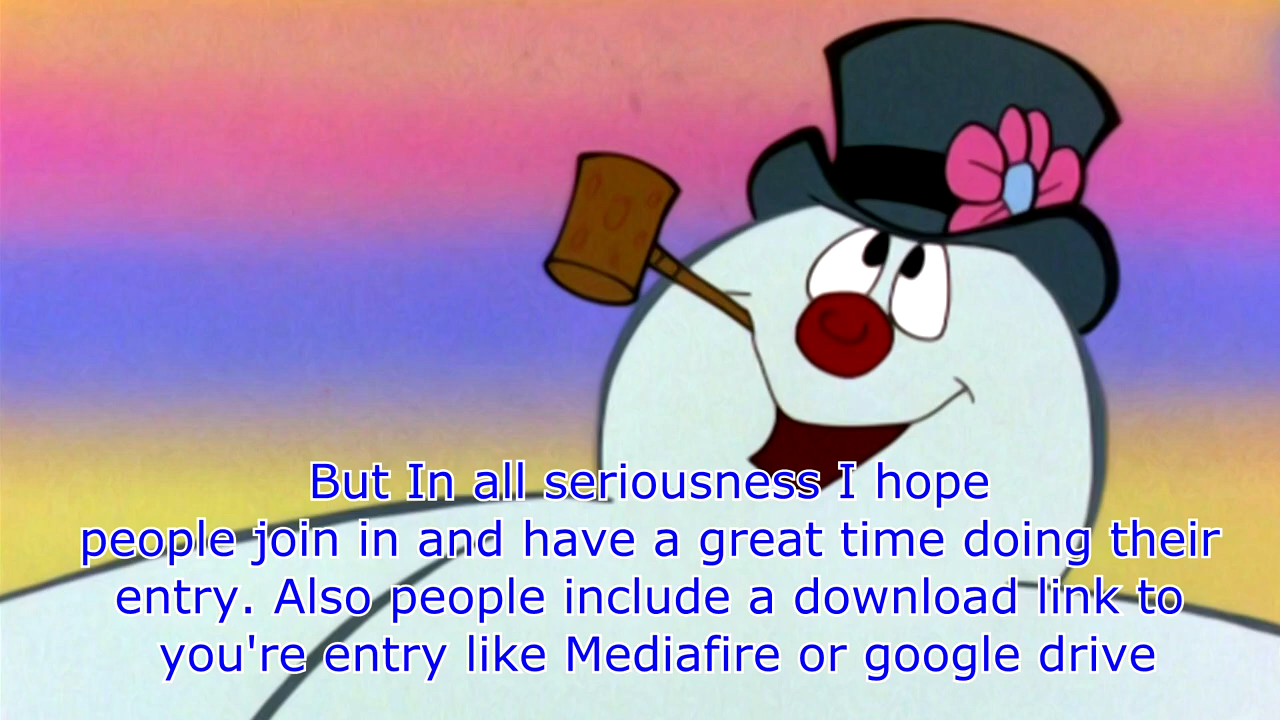 But In all seriousness I hope
people join in and have a great time doing their
entry. Also people include a download link to
you're entry like Mediafire or google drive